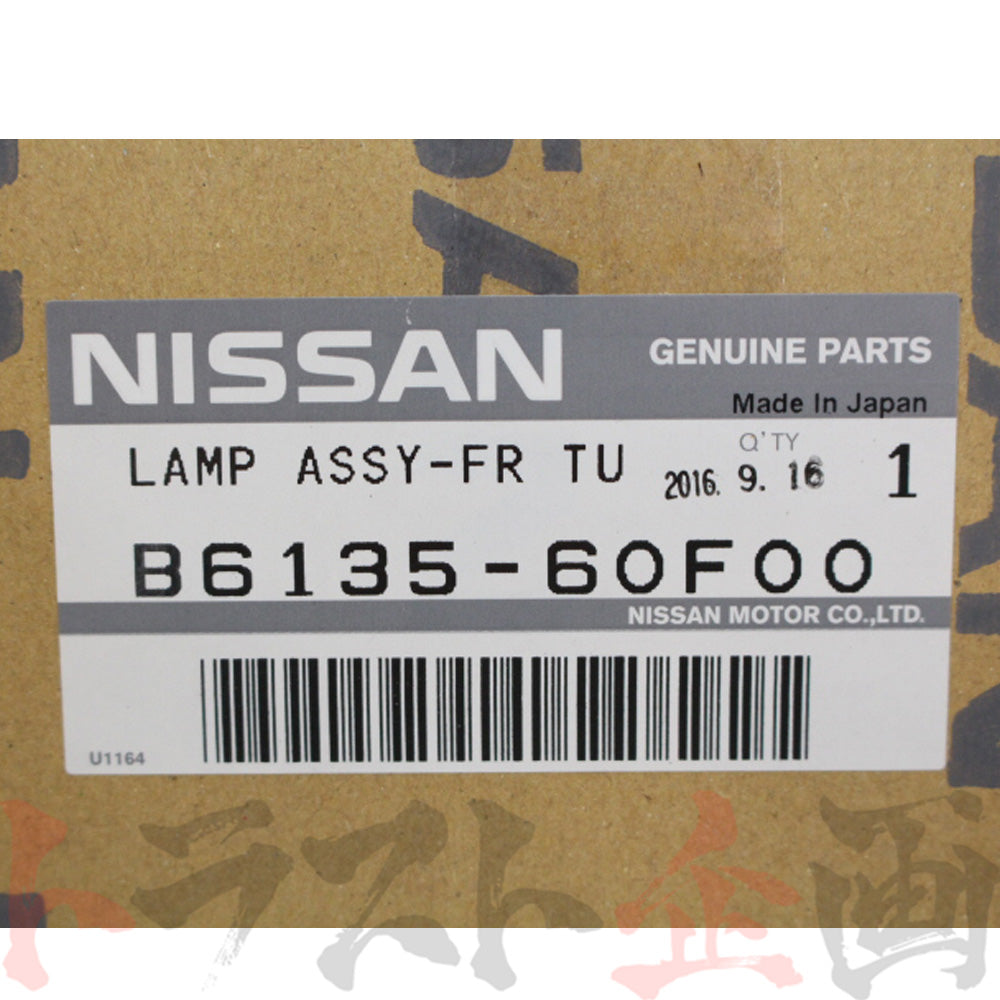 NISSAN
GENUINE PARTS
Made In Japan
LAMP ASSY-FR TU
Q'TY
2016. 9. 16
1
B6135-60F00
NISSAN MOTOR CO.,LTD.
U1164
トラスト企画